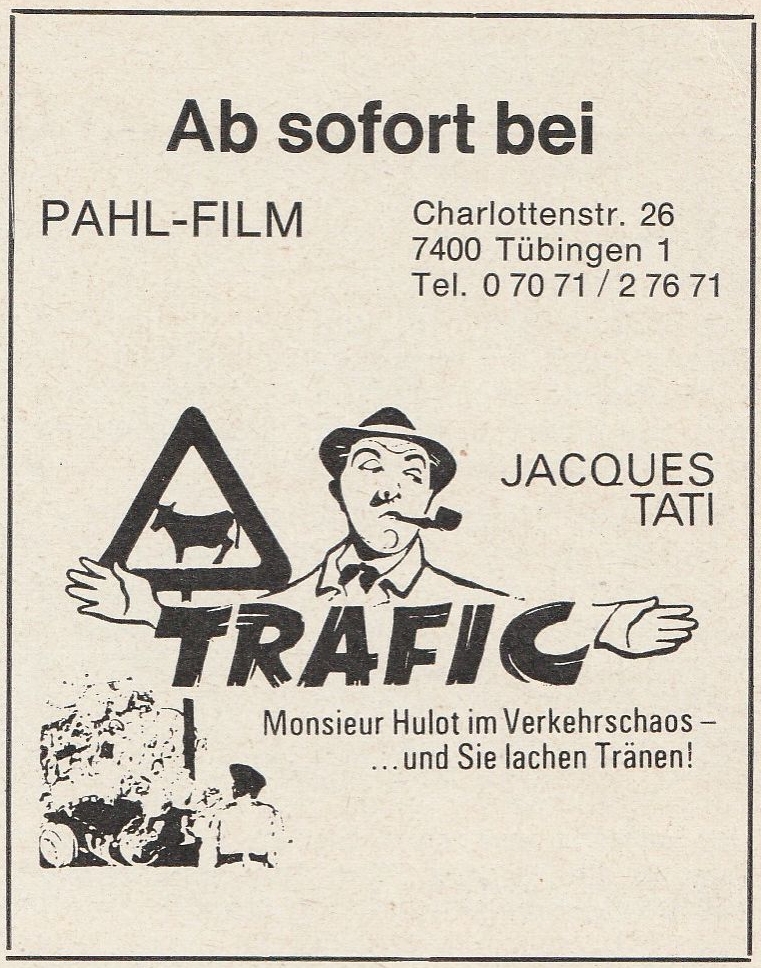 Ab sofort bei
PAHL-FILM
Charlottenstr. 26
7400 Tübingen 1
Tel. 0 70 71 / 2 76 71
JACQUES
TATI
TRAFIC
Monsieur Hulot im Verkehrschaos –
...und Sie lachen Tränen!